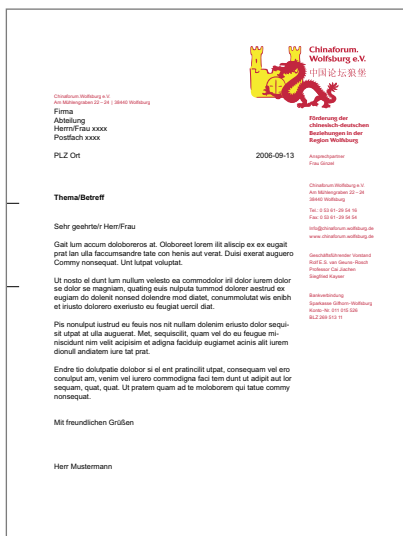 Chinaforum.
Wolfsburg e.V.
中国论坛狼堡
Chinaforum Wolfsburg e.V.
Am Mühlengraben 22 – 24 | 38440 Wolfsburg
Firma
Abteilung
Herrn/Frau xxxx
Postfach xxxx
PLZ Ort
2006-09-13
Förderung der
chinesisch-deutschen
Beziehungen in der
Region Wolfsburg
Ansprechpartner
Frau Ginzel
Chinaforum Wolfsburg e.V.
Am Mühlengraben 22 – 24
38440 Wolfsburg
Tel.: 0 53 61- 29 54 16
Fax: 0 53 61- 29 54 54
info@chinaforum.wolfsburg.de
www.chinaforum.wolfsburg.de
Geschäftsführender Vorstand
Rolf E.S. van Geuns-Rosch
Professor Cai Jiachen
Siegfried Kayser
Bankverbindung
Sparkasse Gifhorn-Wolfsburg
Konto-Nr. 011 015 526
BLZ 269 513 11
Thema/Betreff
Sehr geehrte/r Herr/Frau
Gait lum accum doloboreros at. Oloboreet lorem ilit aliscip ex ex eugait
prat lan ulla faccumsandre tate con henis aut verat. Duisi exerat auguero
Commy nonsequat. Unt lutpat voluptat.
Ut nosto el dunt lum nullum velesto ea commodolor iril dolor iurem dolor
se dolor se magniam, quating euis nulputa tummod dolorer aestrud ex
eugiam do dolenit nonsed dolendre mod diatet, conummolutat wis enibh
et iriusto dolorero exeriusto eu feugiat uercil diat.
Pis nonulput iustrud eu feuis nos nit nullam dolenim eriusto dolor sequi-
sit utpat at ulla auguerat. Met, sequiscilit, quam vel do eu feugue mi-
niscidunt nim velit acipisim et adigna faciduip eugiamet acinis alit iurem
dionull andiatem iure tat prat.
Endre tio dolutpatie dolobor si el ent pratincilit utpat, consequam vel ero
conulput am, venim vel iurero commodigna faci tem dunt ut adipit aut lor
sequam, quat, quat. Ut pratem quam ad te moloborem qui tatue commy
nonsequat.
Mit freundlichen Grüßen
Herr Mustermann